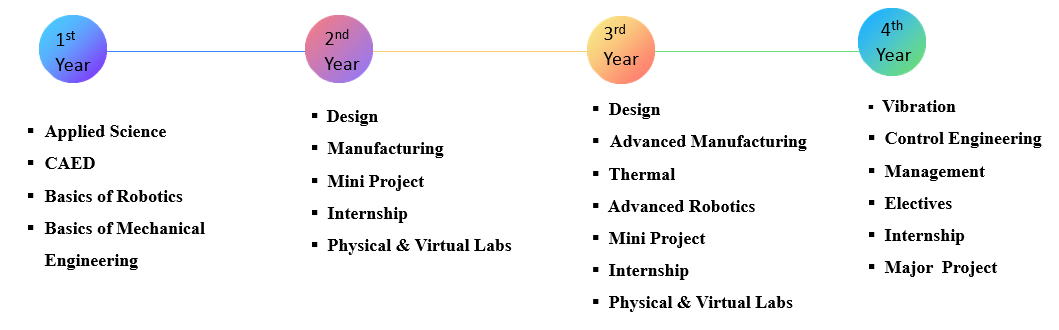 1st
Year
▪ Applied Science
▪ CAED
▪ Basics of Robotics
▪ Basics of Mechanical
Engineering
2nd
Year
▪ Design
▪ Manufacturing
▪ Mini Project
▪ Internship
▪ Physical & Virtual Labs
3rd
Year
▪ Design
▪ Advanced Manufacturing
▪ Thermal
▪ Advanced Robotics
▪ Mini Project
▪ Internship
▪ Physical & Virtual Labs
4th
Year
▪ Vibration
▪ Control Engineering
▪ Management
▪ Electives
▪ Internship
▪ Major Project